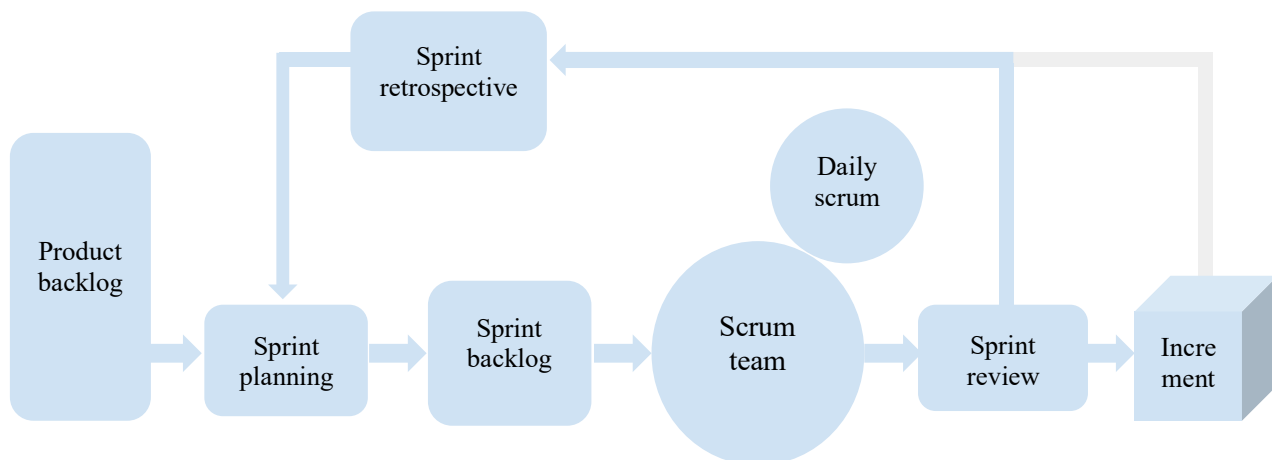 Sprint
retrospective
Daily
scrum
Product
backlog
Sprint
planning
Sprint
backlog
Scrum
team
Sprint
review
Incre
ment